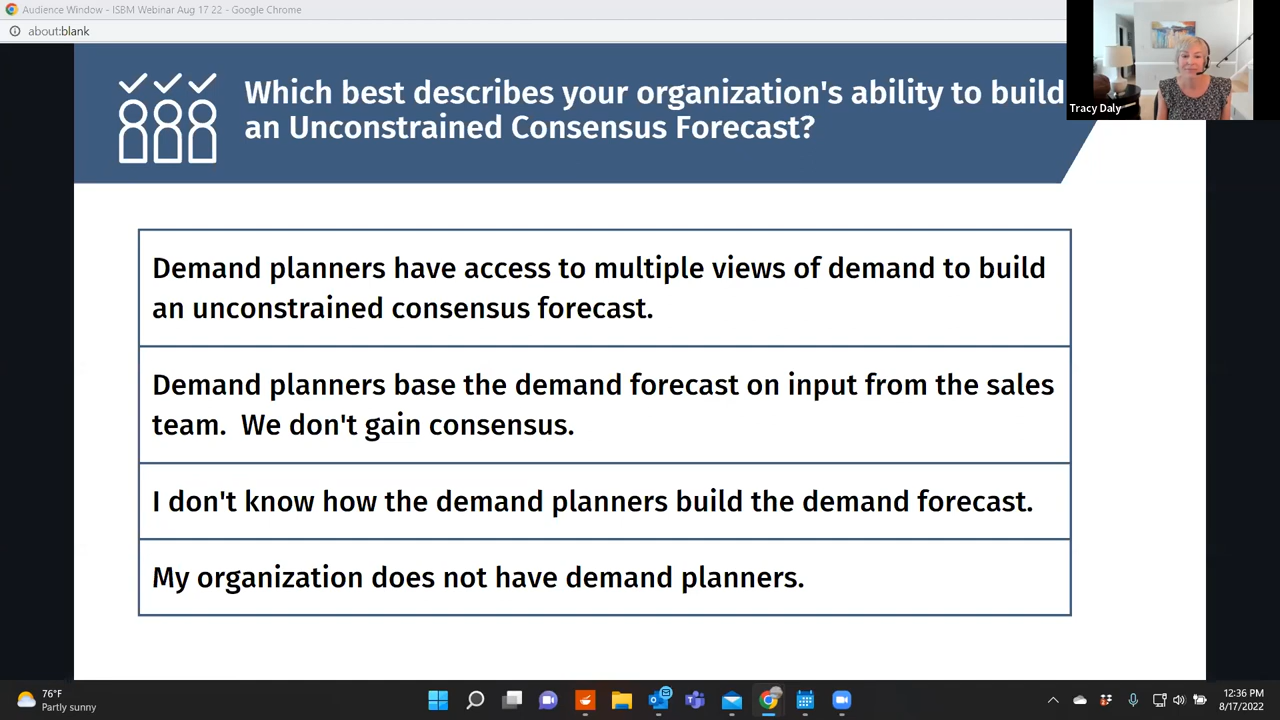 Audience Window - ISBM Webinar Aug 17 22 - Google Chrome
about:blank
Which best describes your organization's ability to build
an Unconstrained Consensus Forecast?
Tracy Daly
Demand planners have access to multiple views of demand to build
an unconstrained consensus forecast.
Demand planners base the demand forecast on input from the sales
team.  We don't gain consensus.
I don't know how the demand planners build the demand forecast.
My organization does not have demand planners.
76°F
Partly sunny
12:36 PM
8/17/2022